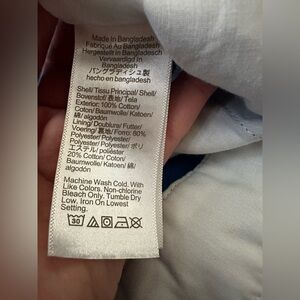 Made In Bangladesh
Fabriqué Au Bangladesh
Hergestellt in Bangladesch
Vervaardigd In
Bangladesh
バングラディシュ製
hecho en bangladesh
Shell/ Tissu Principal/ Shell/
Bovenstof/ 表地/ Tela
Exterior: 100% Cotton/
Coton/ Baumwolle/ Katoen/
綿/ algodón
Lining/ Doublure/ Futter/
Voering/ 裏地/ Forro: 80%
Polyester/ Polyester/
Polyester/ Polyester/ ポリ
エステル/ poliéster
20% Cotton/ Coton/
Baumwolle/ Katoen/ 綿/
algodón
Machine Wash Cold. With
Like Colors. Non-chlorine
Bleach Only. Tumble Dry
Low. Iron On Lowest
Setting.
30